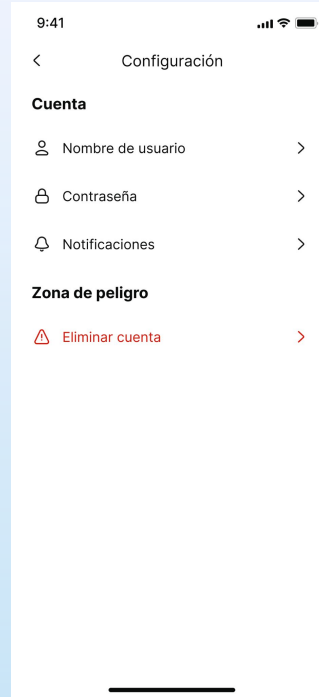 9:41
Configuración
Cuenta
Nombre de usuario
Contraseña
Notificaciones
Zona de peligro
Eliminar cuenta